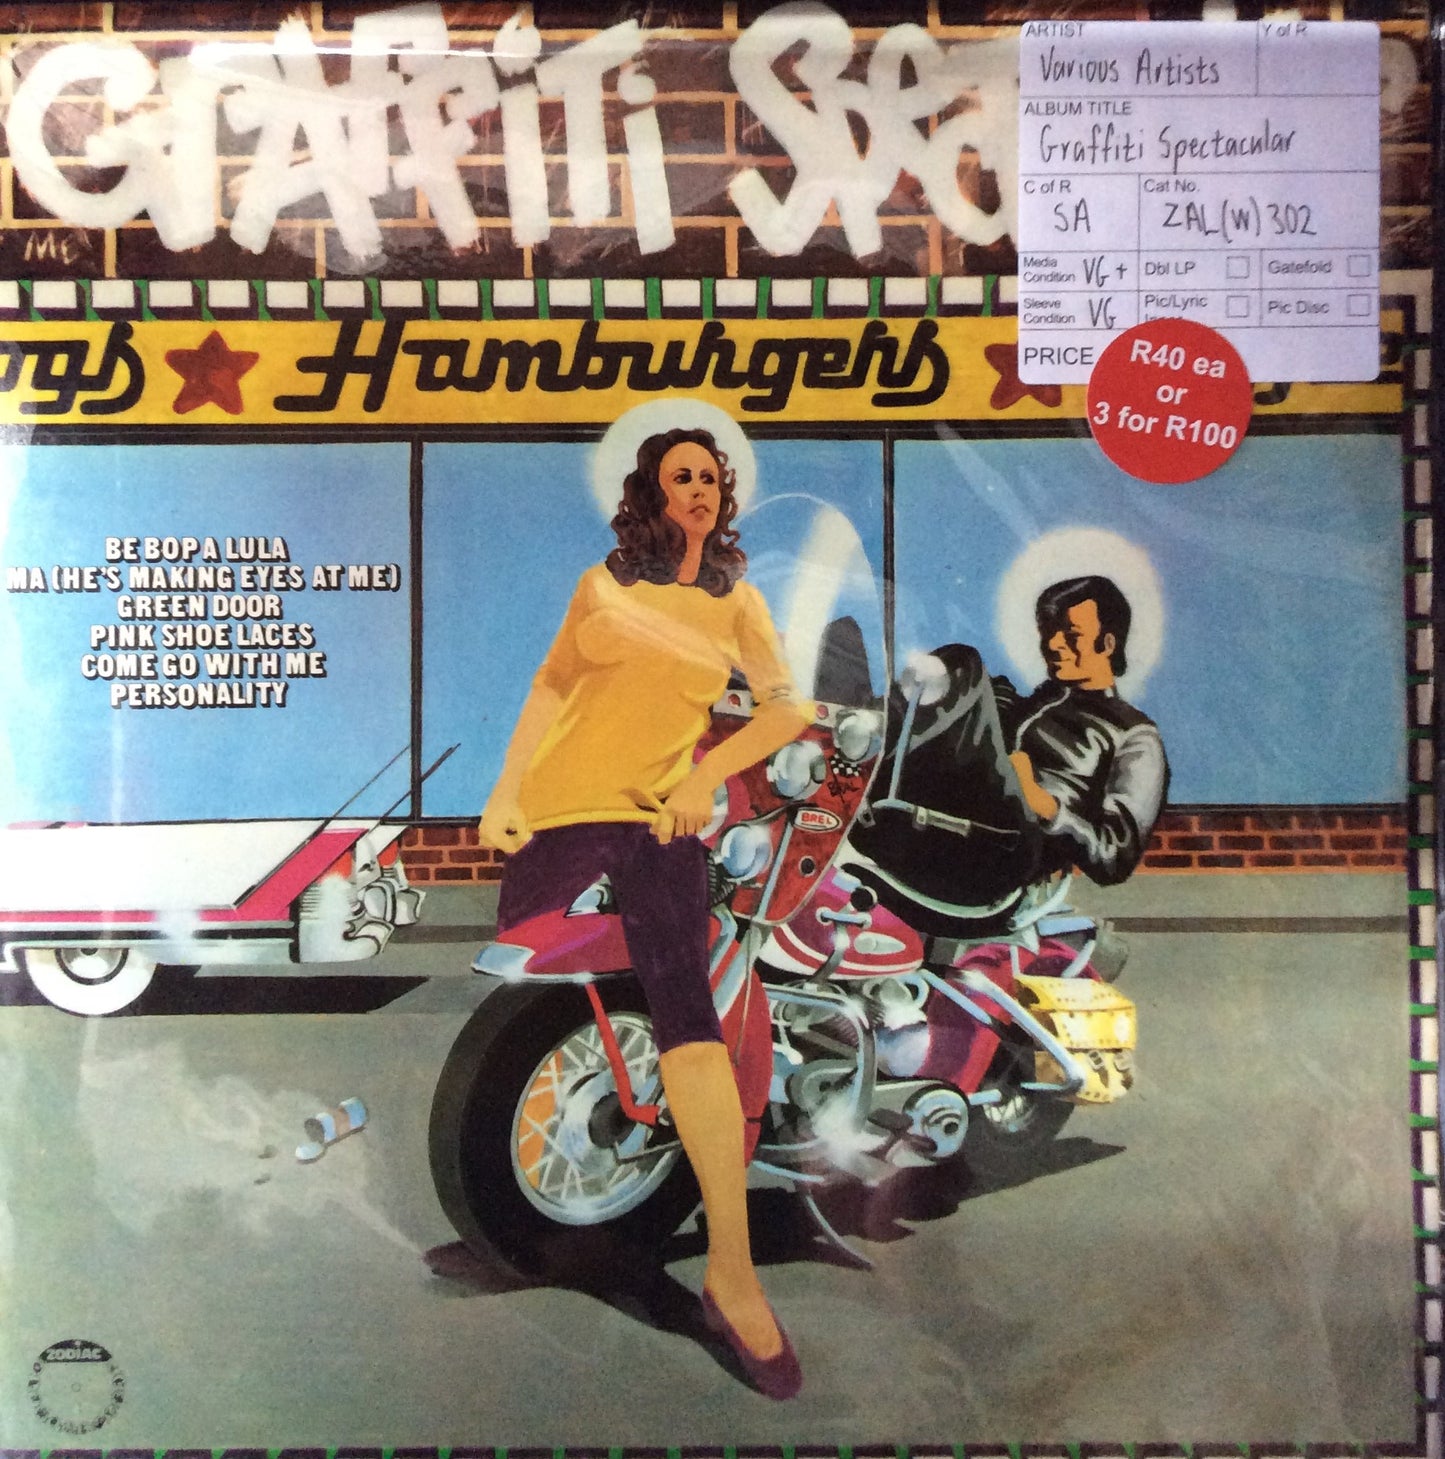 GRAFFiTi SPE
ARTIST
Y of R
Various Artists
ALBUM TITLE
Graffiti Spectacular
C of R
SA
Cat No.
ZAL(W)302
Media Condition VG+
Dbl LP
Gatefold
Sleeve Condition VG
Pic/Lyric
Pic Disc
PRICE
R40 ea
or
3 for R100
ogs ★ Hamburgers ★
BE BOP A LULA
MA (HE'S MAKING EYES AT ME)
GREEN DOOR
PINK SHOE LACES
COME GO WITH ME
PERSONALITY
BREL
ZODIAC